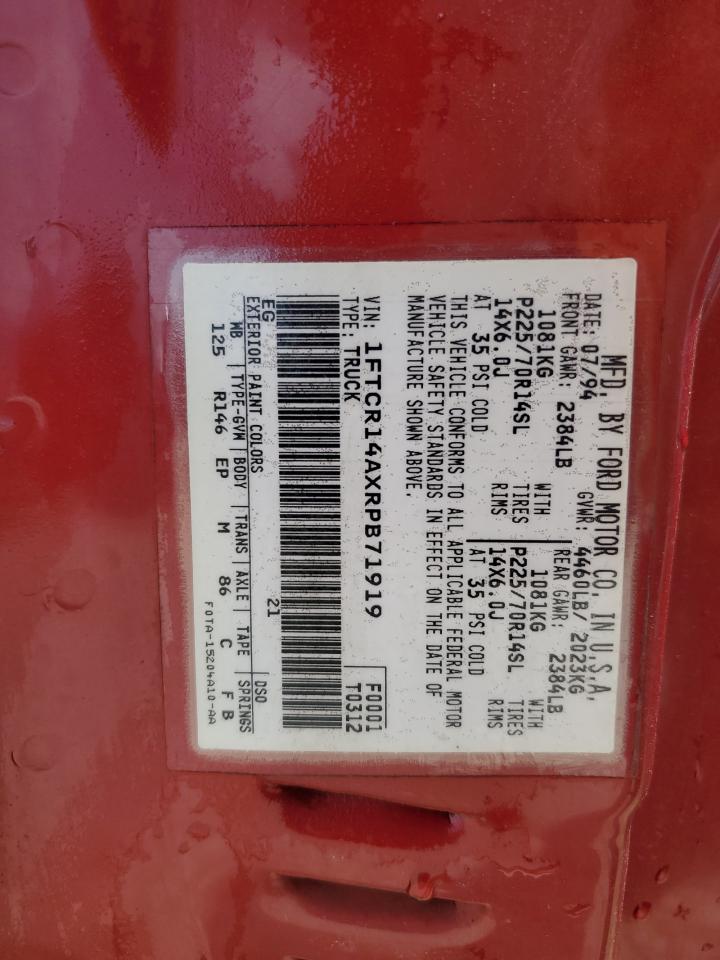 MFD. BY FORD MOTOR CO. IN U.S.A.
DATE: 07/94 GVWR: 4460LB/ 2023KG
FRONT GAWR: 2384LB REAR GAWR: 2384LB
1081KG WITH 1081KG WITH
P225/70R14SL TIRES P225/70R14SL TIRES
14X6.0J RIMS 14X6.0J RIMS
AT 35 PSI COLD AT 35 PSI COLD
THIS VEHICLE CONFORMS TO ALL APPLICABLE FEDERAL MOTOR
VEHICLE SAFETY STANDARDS IN EFFECT ON THE DATE OF
MANUFACTURE SHOWN ABOVE.
VIN: 1FTCR14AXRPB71919 F0001
TYPE: TRUCK T0312
EG 21
EXTERIOR PAINT COLORS DSO
WB TYPE-GVW BODY TRANS AXLE TAPE SPRINGS
125 R146 EP M 86 C F B
F0TA-15204A10-AA